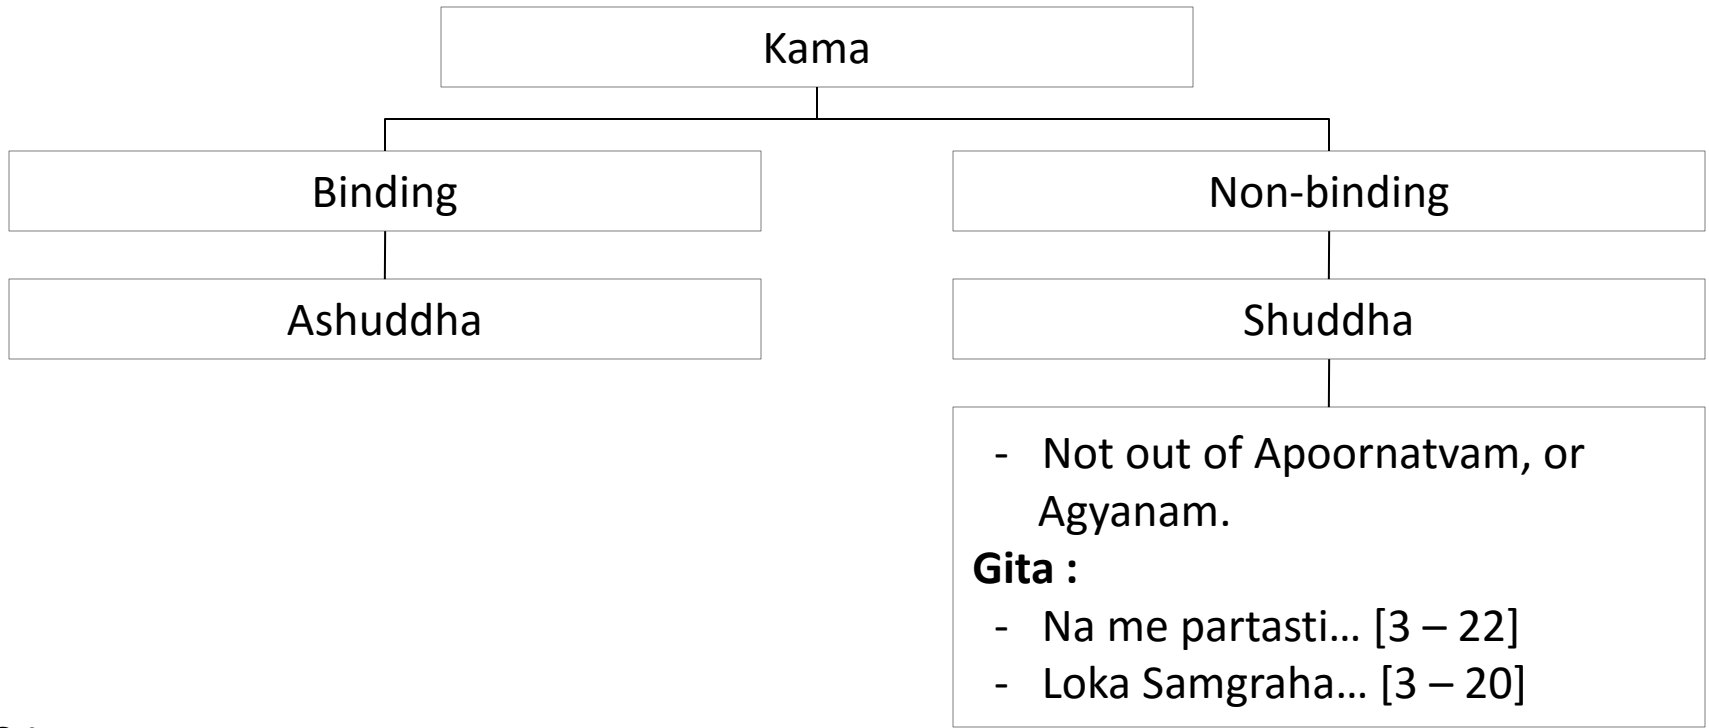 Kama
Binding
Non-binding
Ashuddha
Shuddha
- Not out of Apoornatvam, or
Agyanam.
Gita :
- Na me partasti... [3 – 22]
- Loka Samgraha... [3 – 20]